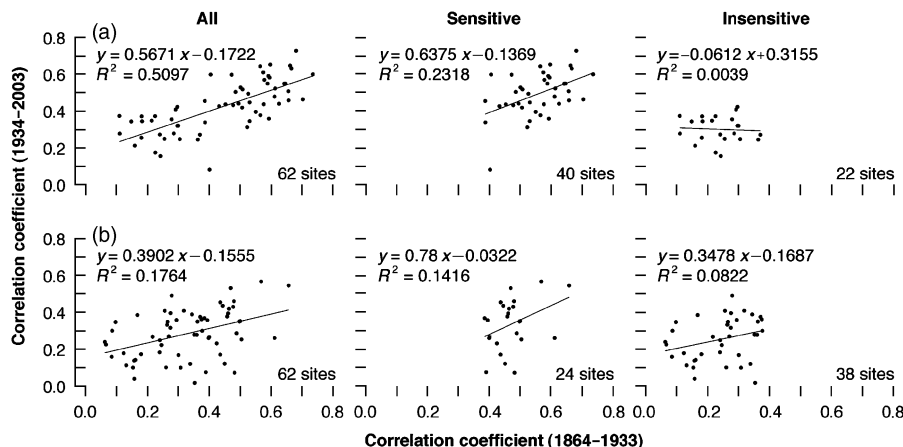 All Sensitive Insensitive
(a)
0.8
0.6
0.4
0.2
0.0
y = 0.5671 x − 0.1722
R² = 0.5097
62 sites
y = 0.6375 x − 0.1369
R² = 0.2318
40 sites
y = −0.0612 x + 0.3155
R² = 0.0039
22 sites
Correlation coefficient (1934–2003)
(b)
0.8
0.6
0.4
0.2
0.0
y = 0.3902 x − 0.1555
R² = 0.1764
62 sites
y = 0.78 x − 0.0322
R² = 0.1416
24 sites
y = 0.3478 x − 0.1687
R² = 0.0822
38 sites
0.0 0.2 0.4 0.6 0.8 0.0 0.2 0.4 0.6 0.8 0.0 0.2 0.4 0.6 0.8
Correlation coefficient (1864–1933)